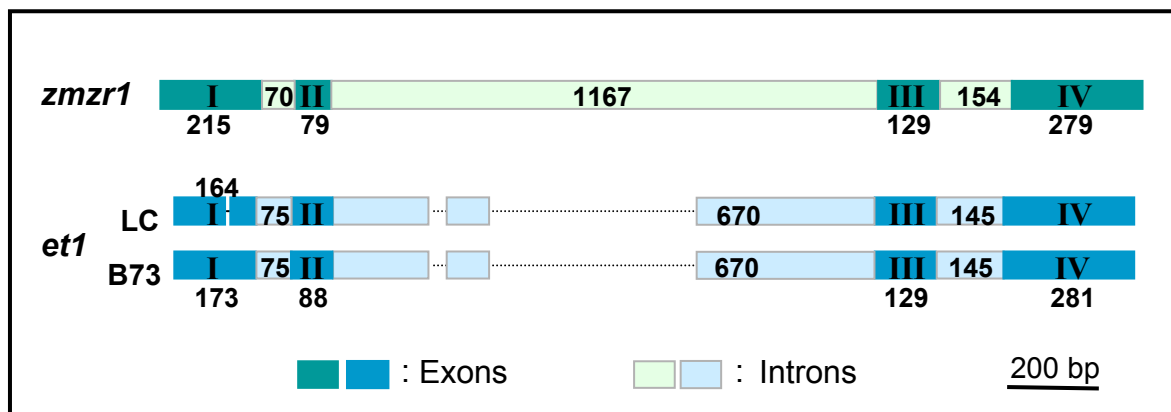 zmzr1 I 70 II 1167 III 154 IV
215 79 129 279
164
LC I 75 II 670 III 145 IV
et1
B73 I 75 II 670 III 145 IV
173 88 129 281
: Exons : Introns 200 bp